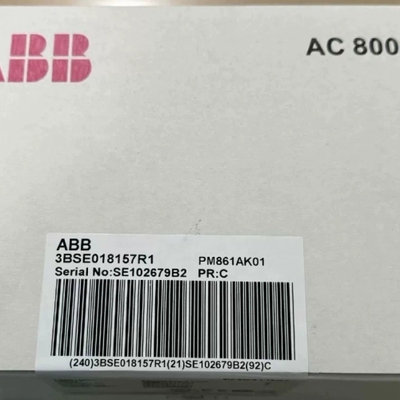 ABB
AC 800
ABB
3BSE018157R1 PM861AK01
Serial No:SE102679B2 PR:C
(240)3BSE018157R1(21)SE102679B2(92)C